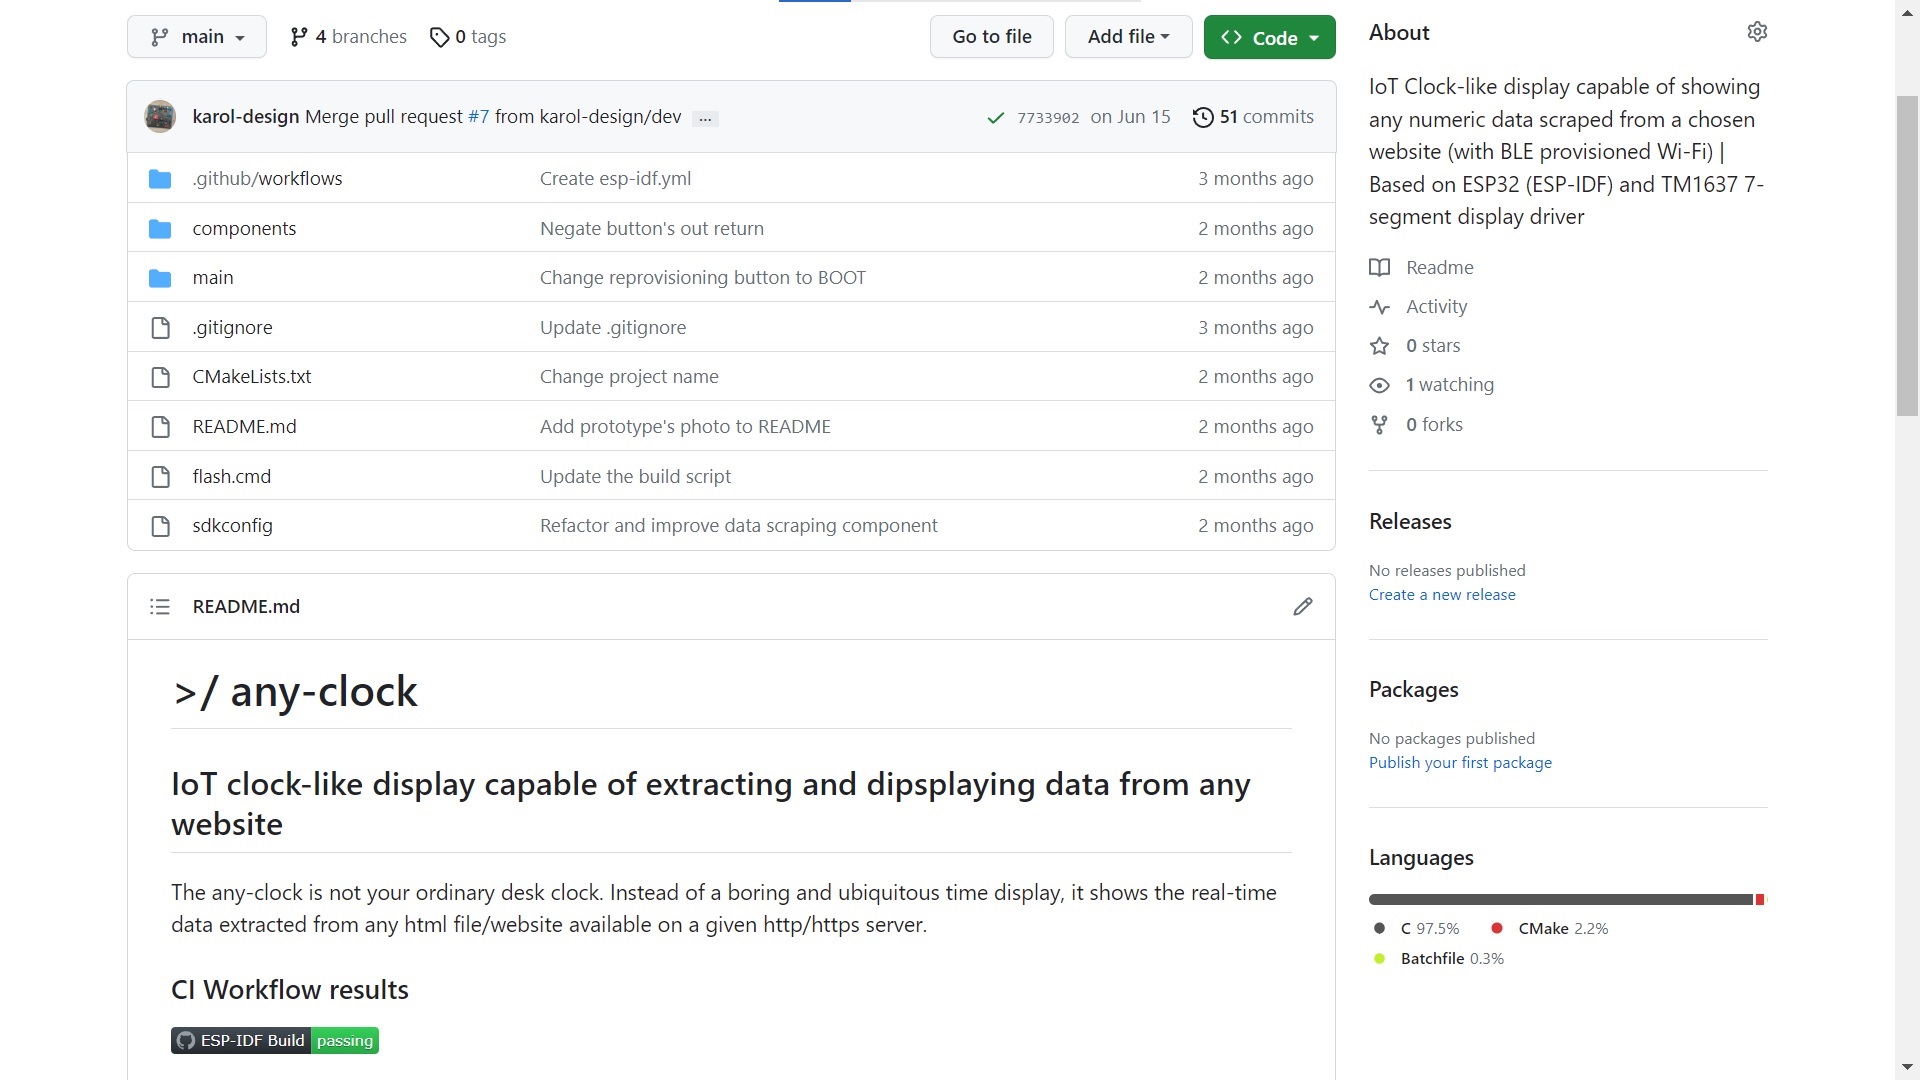 main
4 branches
0 tags
Go to file
Add file
Code
karol-design Merge pull request #7 from karol-design/dev ...
7733902 on Jun 15
51 commits
.github/workflows Create esp-idf.yml 3 months ago
components Negate button's out return 2 months ago
main Change reprovisioning button to BOOT 2 months ago
.gitignore Update .gitignore 3 months ago
CMakeLists.txt Change project name 2 months ago
README.md Add prototype's photo to README 2 months ago
flash.cmd Update the build script 2 months ago
sdkconfig Refactor and improve data scraping component 2 months ago
README.md
>/ any-clock
IoT clock-like display capable of extracting and dipsplaying data from any
website
The any-clock is not your ordinary desk clock. Instead of a boring and ubiquitous time display, it shows the real-time
data extracted from any html file/website available on a given http/https server.
CI Workflow results
ESP-IDF Build passing
About
IoT Clock-like display capable of showing
any numeric data scraped from a chosen
website (with BLE provisioned Wi-Fi) |
Based on ESP32 (ESP-IDF) and TM1637 7-
segment display driver
Readme
Activity
0 stars
1 watching
0 forks
Releases
No releases published
Create a new release
Packages
No packages published
Publish your first package
Languages
C 97.5% CMake 2.2%
Batchfile 0.3%